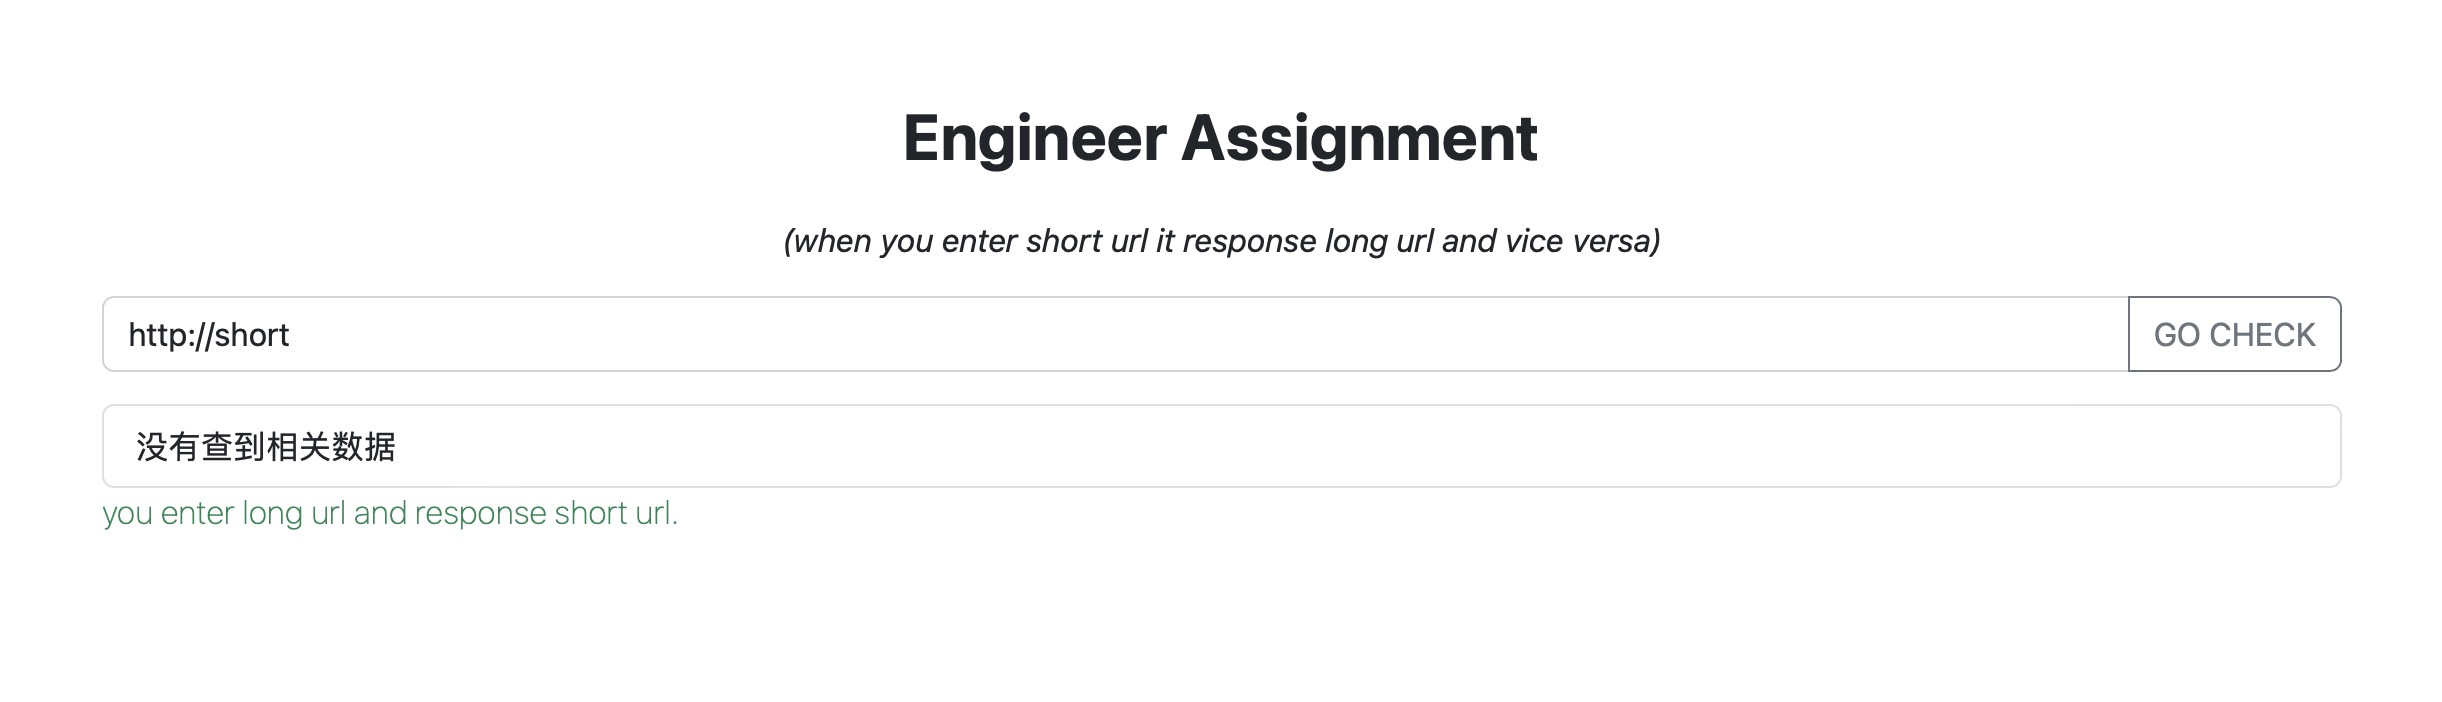 Engineer Assignment
(when you enter short url it response long url and vice versa)
http://short
GO CHECK
没有查到相关数据
you enter long url and response short url.